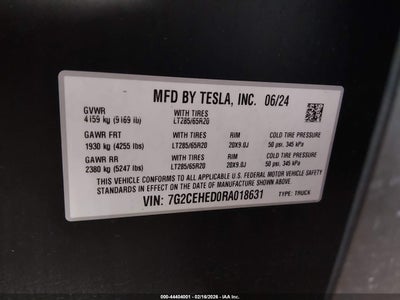 MFD BY TESLA, INC. 06/24
GVWR WITH TIRES
4159 kg (9169 lb) LT285/65R20
GAWR FRT WITH TIRES RIM COLD TIRE PRESSURE
1930 kg (4255 lb) LT285/65R20 20X9.0J 50 psi, 345 kPa
GAWR RR WITH TIRES RIM COLD TIRE PRESSURE
2380 kg (5247 lbs) LT285/65R20 20X9.0J 50 psi, 345 kPa
THIS VEHICLE CONFORMS TO ALL APPLICABLE U.S. FEDERAL MOTOR VEHICLE SAFETY
STANDARDS IN EFFECT ON THE DATE OF MANUFACTURE SHOWN ABOVE.
TYPE: TRUCK
VIN: 7G2CEHED0RA018631
000-44404001 - 02/16/2026 - IAAI.COM